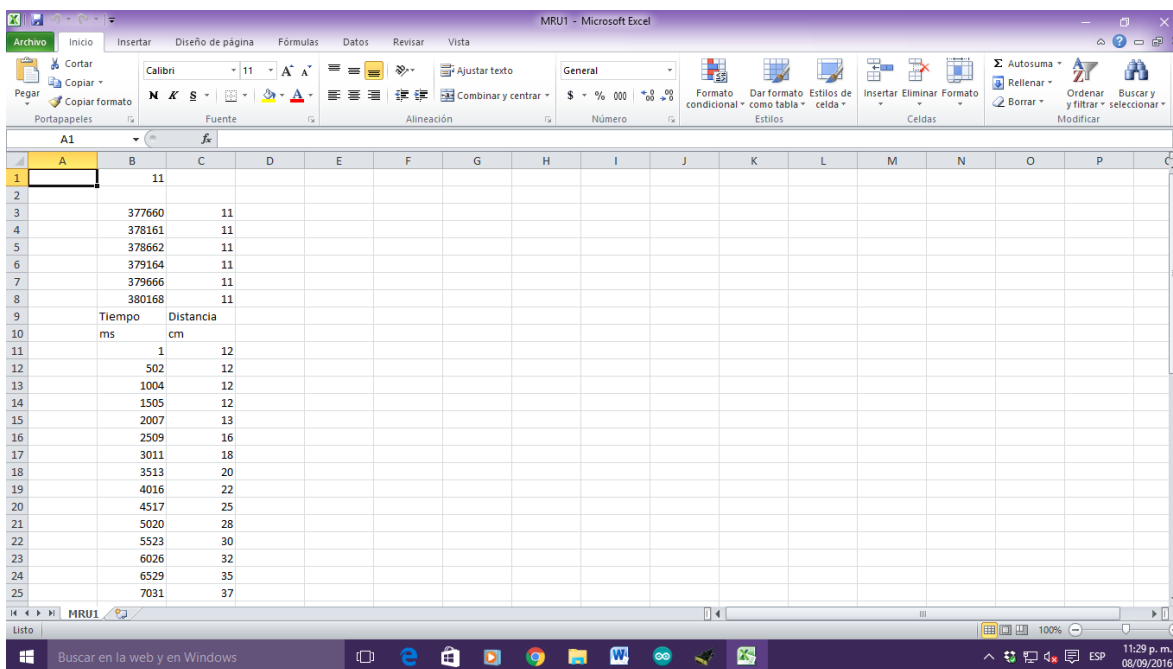 MRU1 - Microsoft Excel
Archivo Inicio Insertar Diseño de página Fórmulas Datos Revisar Vista
Pegar
Cortar
Copiar
Copiar formato
Portapapeles
Calibri 11
N K S
Fuente
Ajustar texto
Combinar y centrar
Alineación
General
$ % 000
Número
Formato condicional
Dar formato como tabla
Estilos de celda
Estilos
Insertar Eliminar Formato
Celdas
Σ Autosuma
Rellenar
Borrar
Ordenar y filtrar
Buscar y seleccionar
Modificar
A1 fx
A B C D E F G H I J K L M N O P
1 11
2
3 377660 11
4 378161 11
5 378662 11
6 379164 11
7 379666 11
8 380168 11
9 Tiempo Distancia
10 ms cm
11 1 12
12 502 12
13 1004 12
14 1505 12
15 2007 13
16 2509 16
17 3011 18
18 3513 20
19 4016 22
20 4517 25
21 5020 28
22 5523 30
23 6026 32
24 6529 35
25 7031 37
MRU1
Listo 100%
Buscar en la web y en Windows
ESP
11:29 p. m.
08/09/2016